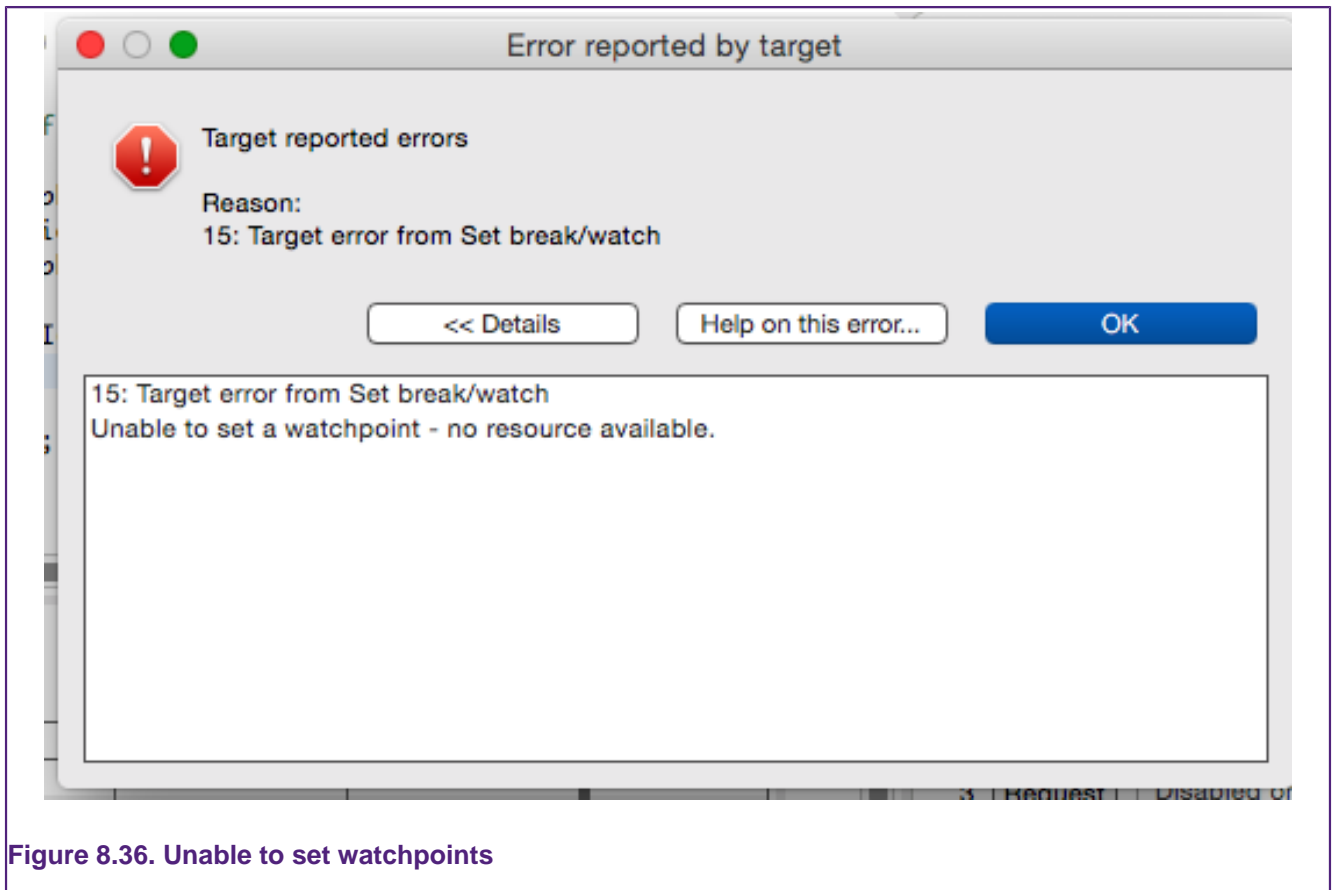 Error reported by target
Target reported errors
Reason:
15: Target error from Set break/watch
<< Details
Help on this error...
OK
15: Target error from Set break/watch
Unable to set a watchpoint - no resource available.
3
Request
Disabled
Figure 8.36. Unable to set watchpoints